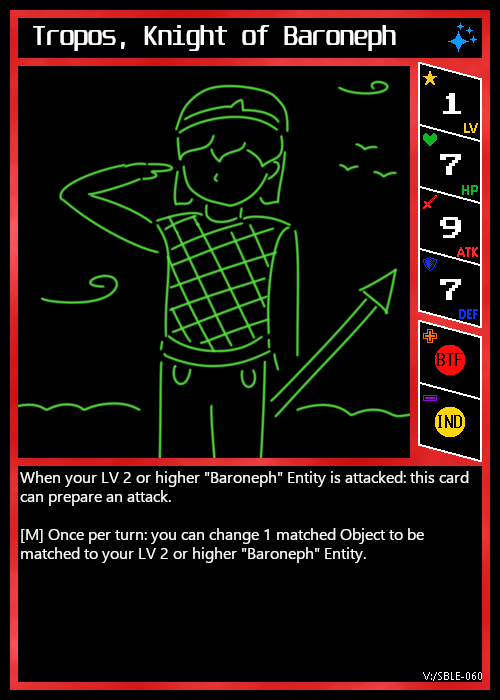 Tropos, Knight of Baroneph
1
LV
7
HP
9
ATK
7
DEF
BTF
IND
When your LV 2 or higher "Baroneph" Entity is attacked: this card
can prepare an attack.
[M] Once per turn: you can change 1 matched Object to be
matched to your LV 2 or higher "Baroneph" Entity.
V:/SBLE-060